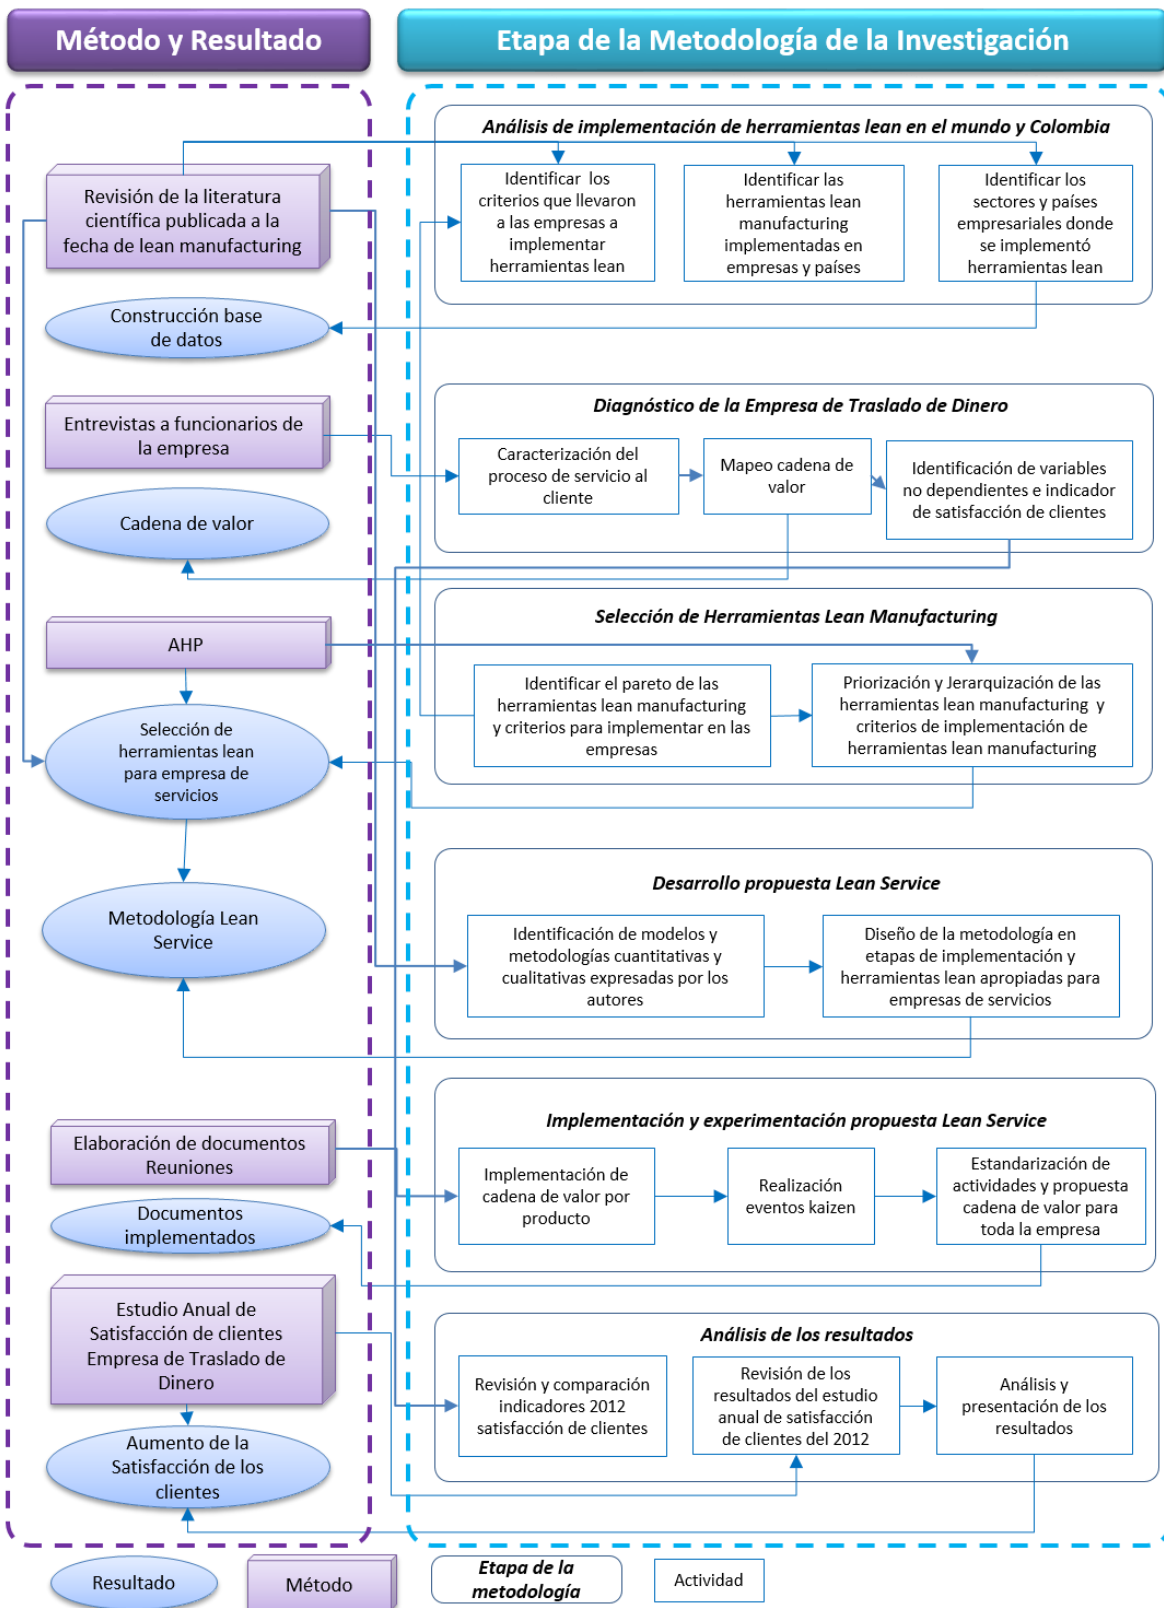 Método y Resultado
Etapa de la Metodología de la Investigación
Análisis de implementación de herramientas lean en el mundo y Colombia
Revisión de la literatura
científica publicada a la
fecha de lean manufacturing
Identificar los
criterios que llevaron
a las empresas a
implementar
herramientas lean
Identificar las
herramientas lean
manufacturing
implementadas en
empresas y países
Identificar los
sectores y países
empresariales donde
se implementó
herramientas lean
Construcción base
de datos
Diagnóstico de la Empresa de Traslado de Dinero
Entrevistas a funcionarios de
la empresa
Caracterización del
proceso de servicio al
cliente
Mapeo cadena de
valor
Identificación de variables
no dependientes e indicador
de satisfacción de clientes
Cadena de valor
Selección de Herramientas Lean Manufacturing
AHP
Identificar el pareto de las
herramientas lean manufacturing
y criterios para implementar en las
empresas
Priorización y Jerarquización de las
herramientas lean manufacturing y
criterios de implementación de
herramientas lean manufacturing
Selección de
herramientas lean
para empresa de
servicios
Desarrollo propuesta Lean Service
Metodología Lean
Service
Identificación de modelos y
metodologías cuantitativas y
cualitativas expresadas por los
autores
Diseño de la metodología en
etapas de implementación y
herramientas lean apropiadas para
empresas de servicios
Implementación y experimentación propuesta Lean Service
Elaboración de documentos
Reuniones
Implementación de
cadena de valor por
producto
Realización
eventos kaizen
Estandarización de
actividades y propuesta
cadena de valor para
toda la empresa
Documentos
implementados
Análisis de los resultados
Estudio Anual de
Satisfacción de clientes
Empresa de Traslado de
Dinero
Revisión y comparación
indicadores 2012
satisfacción de clientes
Revisión de los
resultados del estudio
anual de satisfacción
de clientes del 2012
Análisis y
presentación de los
resultados
Aumento de la
Satisfacción de los
clientes
Resultado
Método
Etapa de la
metodología
Actividad